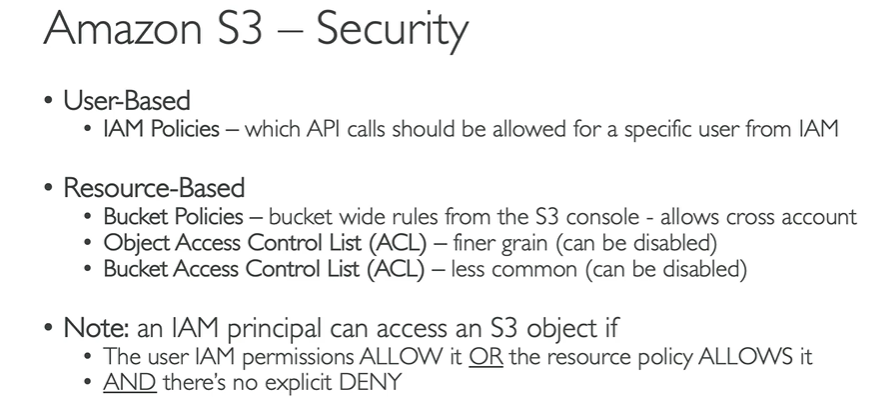 Amazon S3 – Security
• User-Based
• IAM Policies – which API calls should be allowed for a specific user from IAM
• Resource-Based
• Bucket Policies – bucket wide rules from the S3 console - allows cross account
• Object Access Control List (ACL) – finer grain (can be disabled)
• Bucket Access Control List (ACL) – less common (can be disabled)
• Note: an IAM principal can access an S3 object if
• The user IAM permissions ALLOW it OR the resource policy ALLOWS it
• AND there's no explicit DENY